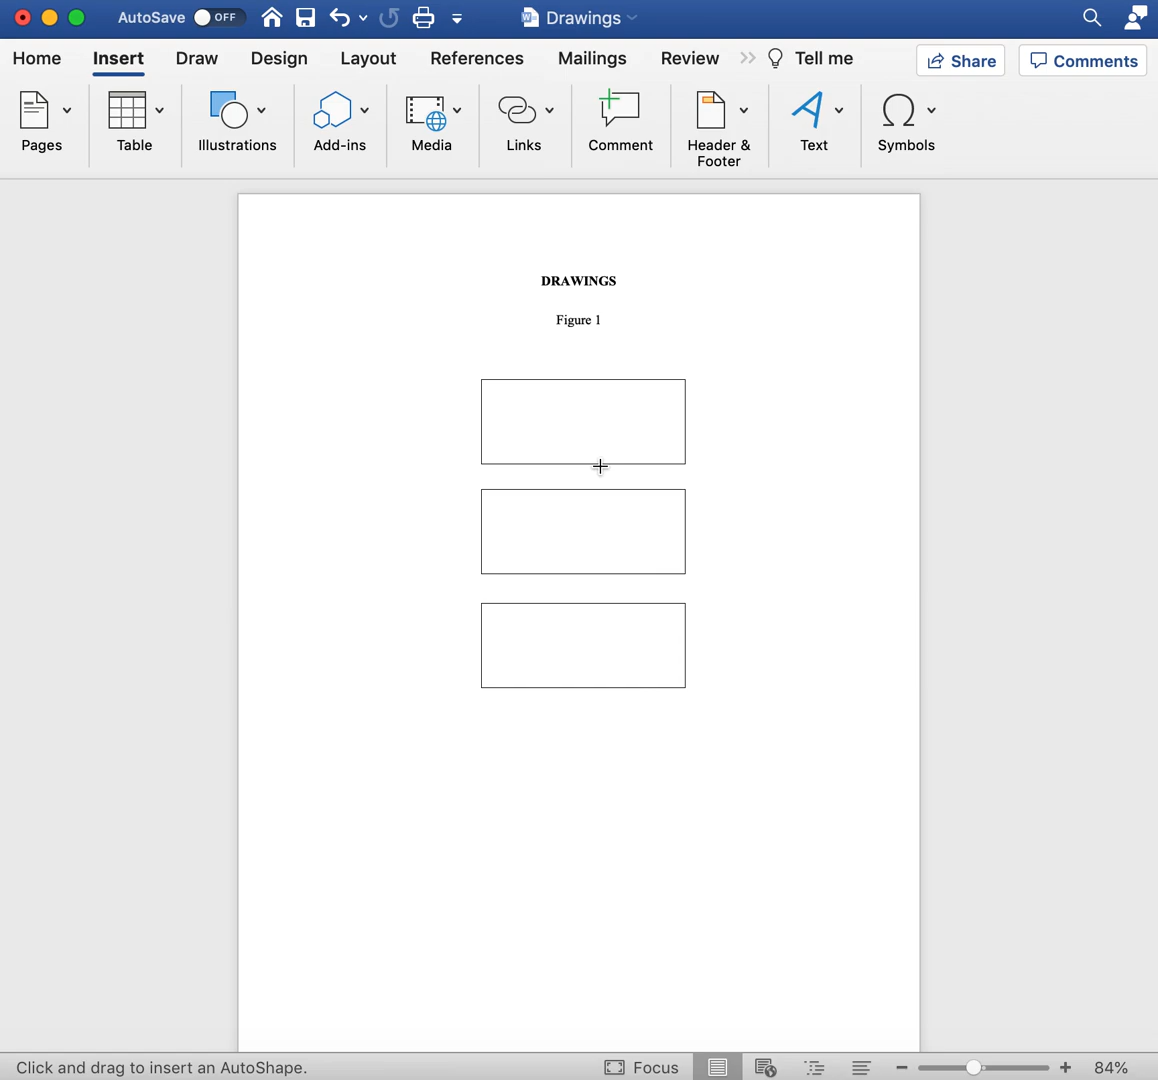 AutoSave OFF Drawings
Home Insert Draw Design Layout References Mailings Review Tell me Share Comments
Pages Table Illustrations Add-ins Media Links Comment Header & Footer Text Symbols
DRAWINGS
Figure 1
Click and drag to insert an AutoShape. Focus 84%